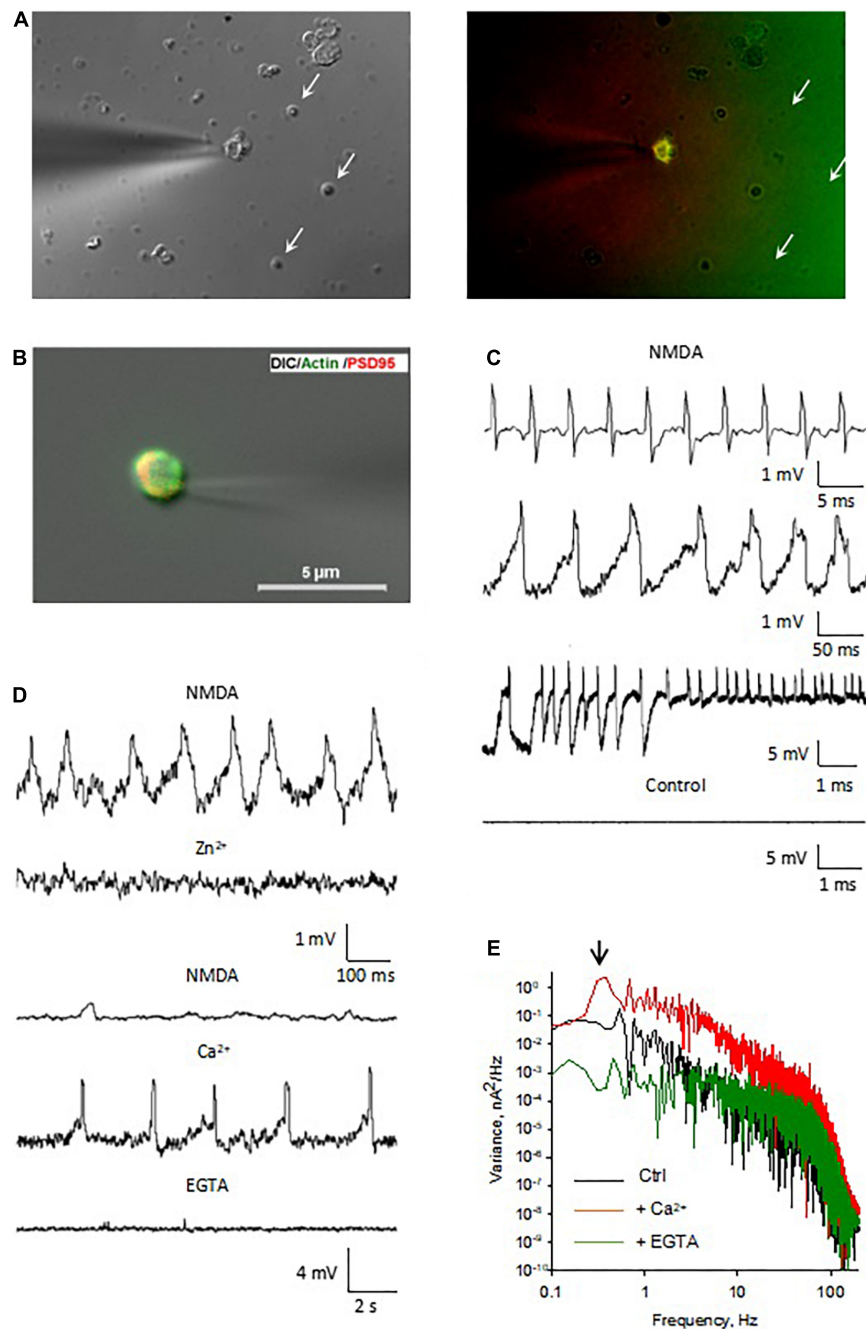 A
B
DIC/Actin /PSD95
5 µm
C
NMDA
1 mV
5 ms
1 mV
50 ms
5 mV
1 ms
Control
5 mV
1 ms
D
NMDA
Zn²⁺
1 mV
100 ms
NMDA
Ca²⁺
EGTA
4 mV
2 s
E
Variance, nA²/Hz
10⁰
10⁻¹
10⁻²
10⁻³
10⁻⁴
10⁻⁵
10⁻⁶
10⁻⁷
10⁻⁸
10⁻⁹
10⁻¹⁰
Ctrl
+ Ca²⁺
+ EGTA
0.1 1 10 100
Frequency, Hz